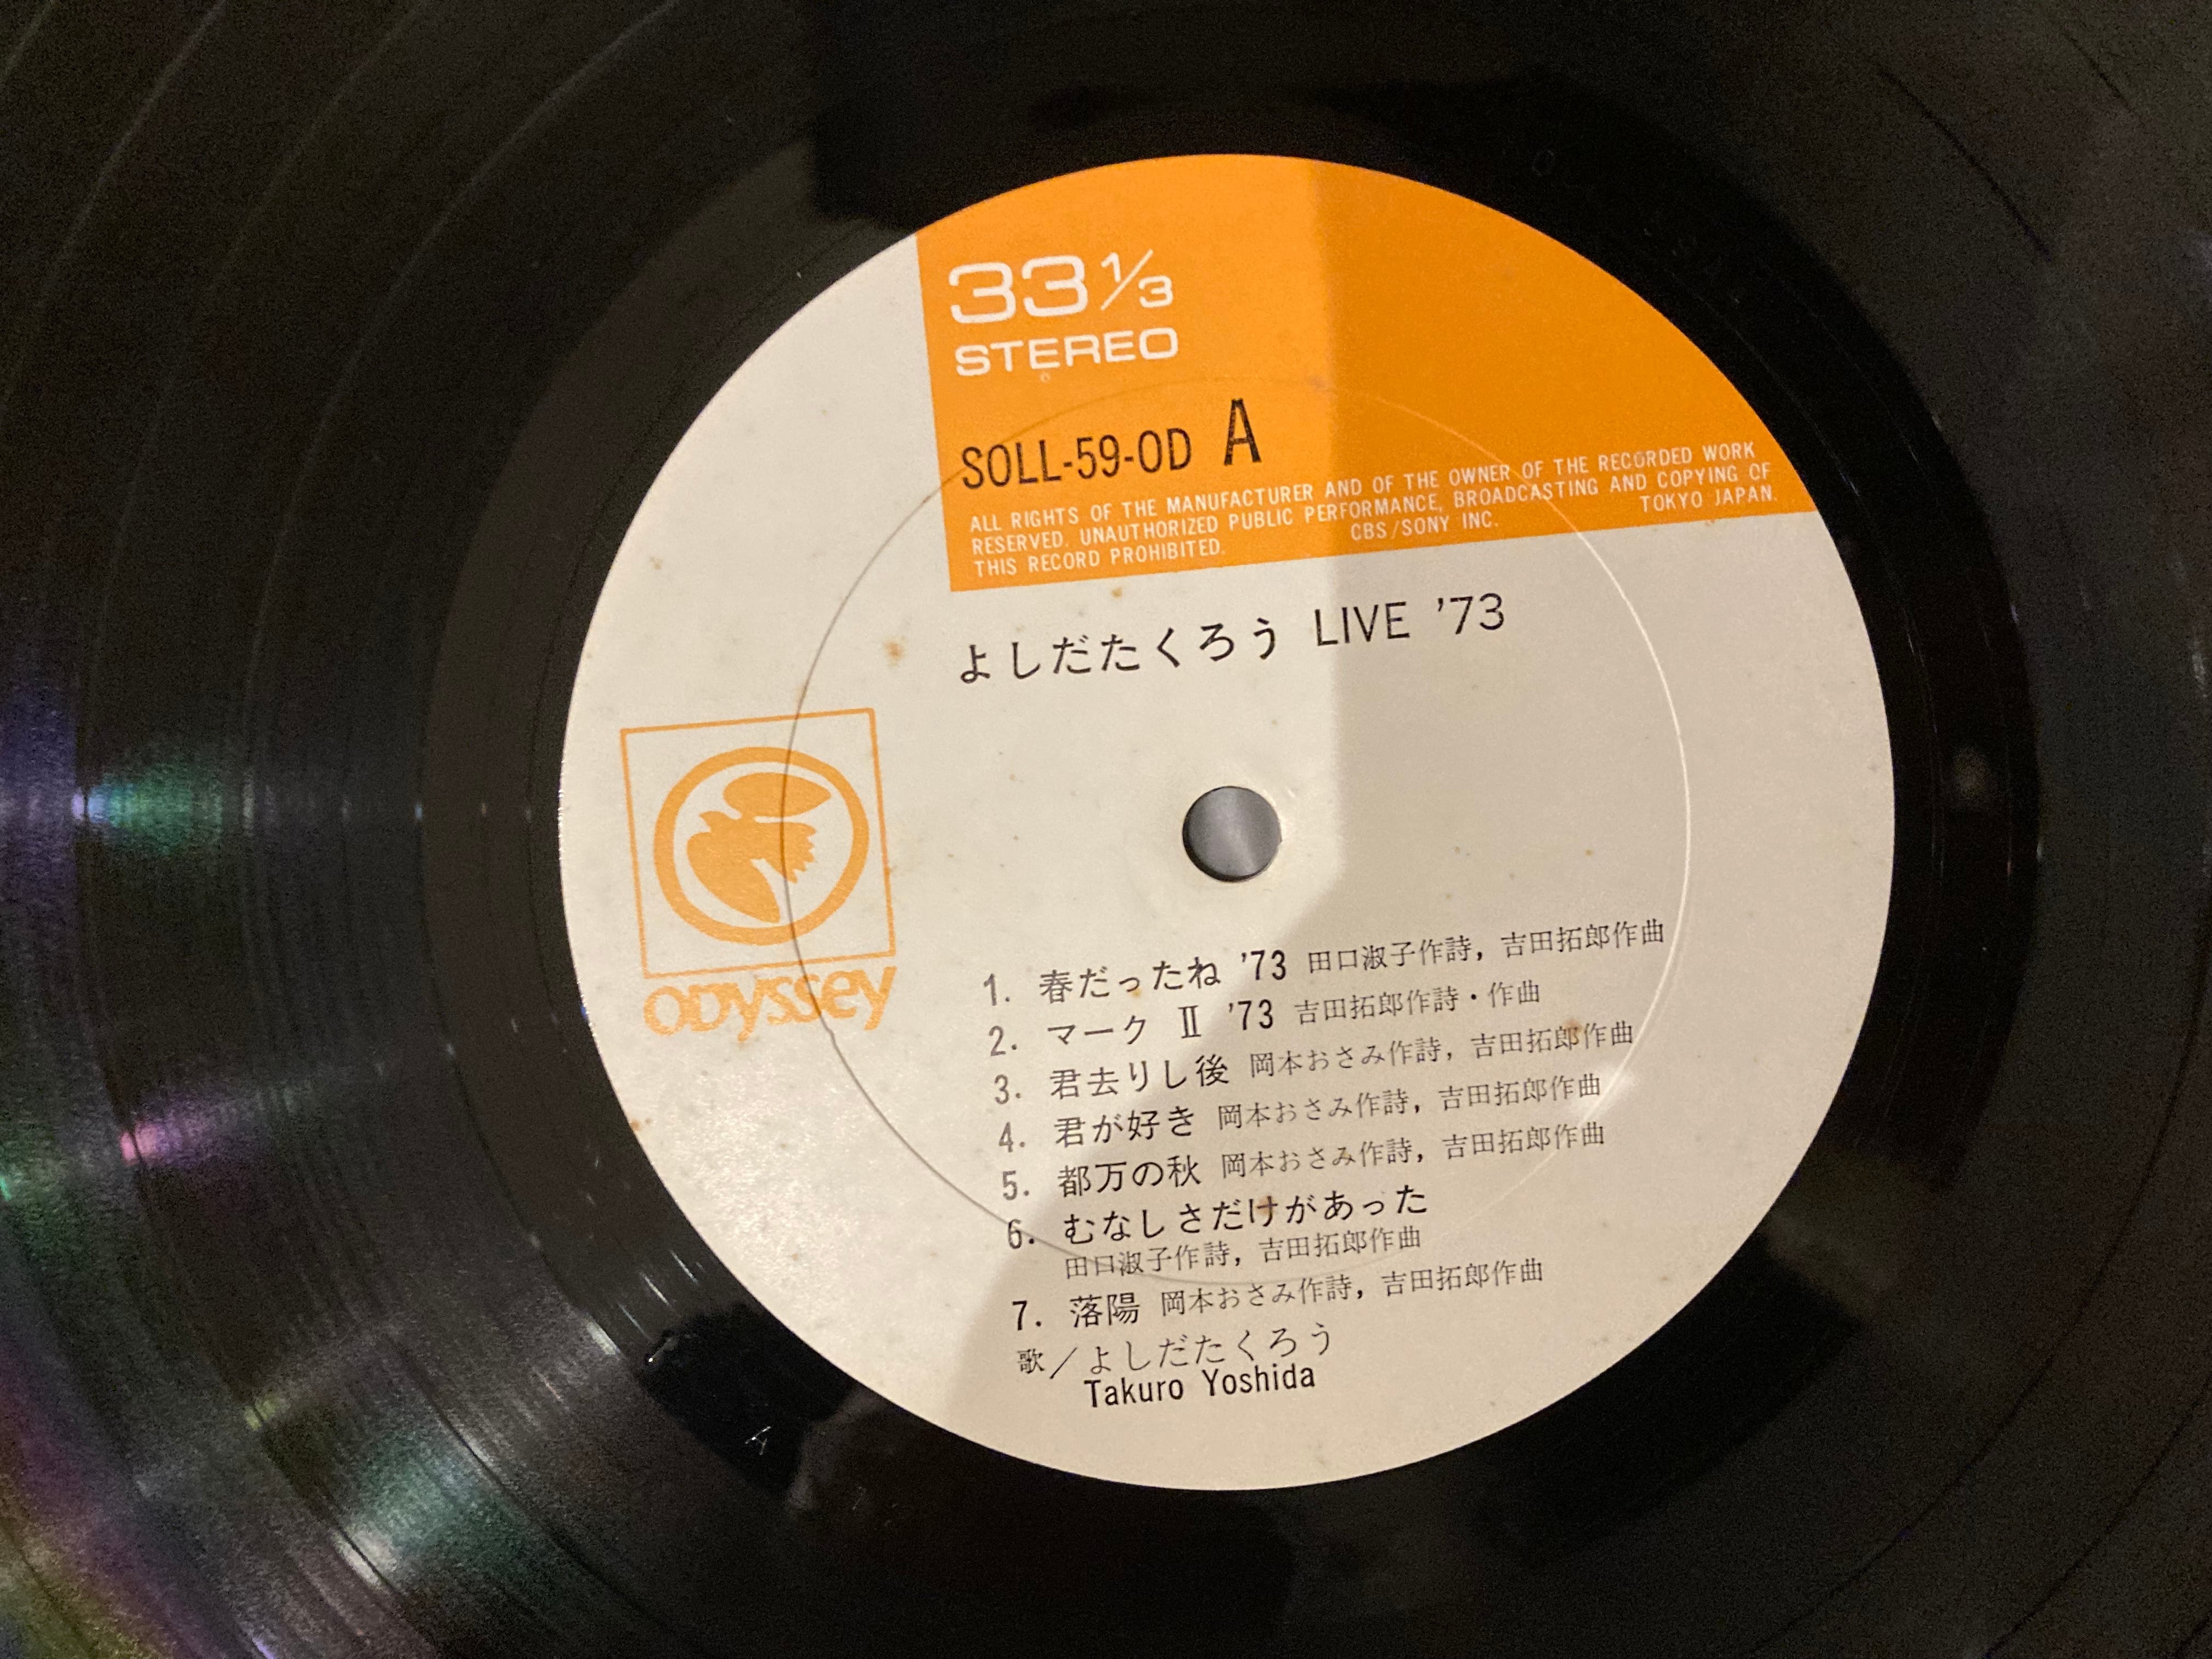 33 1/3
STEREO
SOLL-59-OD A
ALL RIGHTS OF THE MANUFACTURER AND OF THE OWNER OF THE RECORDED WORK
RESERVED. UNAUTHORIZED PUBLIC PERFORMANCE, BROADCASTING AND COPYING OF
THIS RECORD PROHIBITED. CBS/SONY INC. TOKYO JAPAN.
よしだたくろう LIVE '73
ODYSSEY
1. 春だったね '73 田口淑子作詩，吉田拓郎作曲
2. マーク Ⅱ '73 吉田拓郎作詩・作曲
3. 君去りし後 岡本おさみ作詩，吉田拓郎作曲
4. 君が好き 岡本おさみ作詩，吉田拓郎作曲
5. 都万の秋 岡本おさみ作詩，吉田拓郎作曲
6. むなしさだけがあった
田口淑子作詩，吉田拓郎作曲
7. 落陽 岡本おさみ作詩，吉田拓郎作曲
歌／よしだたくろう
Takuro Yoshida